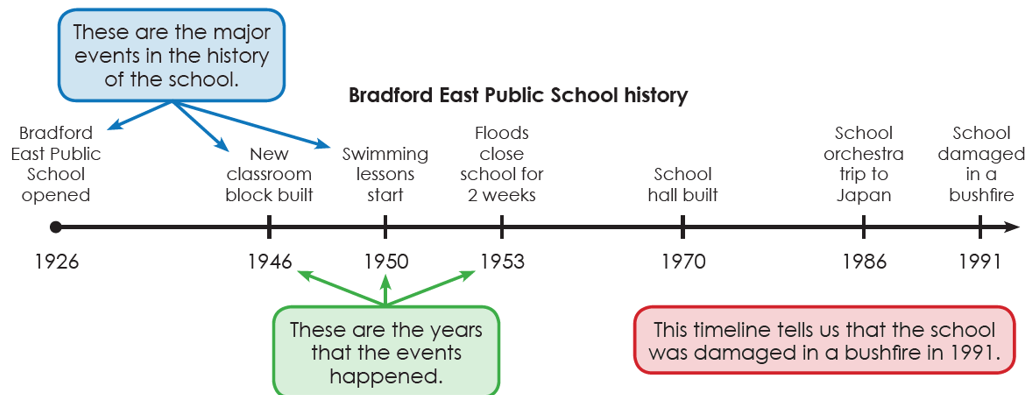 These are the major
events in the history
of the school.
Bradford East Public School history
Bradford
East Public
School
opened
New
classroom
block built
Swimming
lessons
start
Floods
close
school for
2 weeks
School
hall built
School
orchestra
trip to
Japan
School
damaged
in a
bushfire
1926
1946
1950
1953
1970
1986
1991
These are the years
that the events
happened.
This timeline tells us that the school
was damaged in a bushfire in 1991.